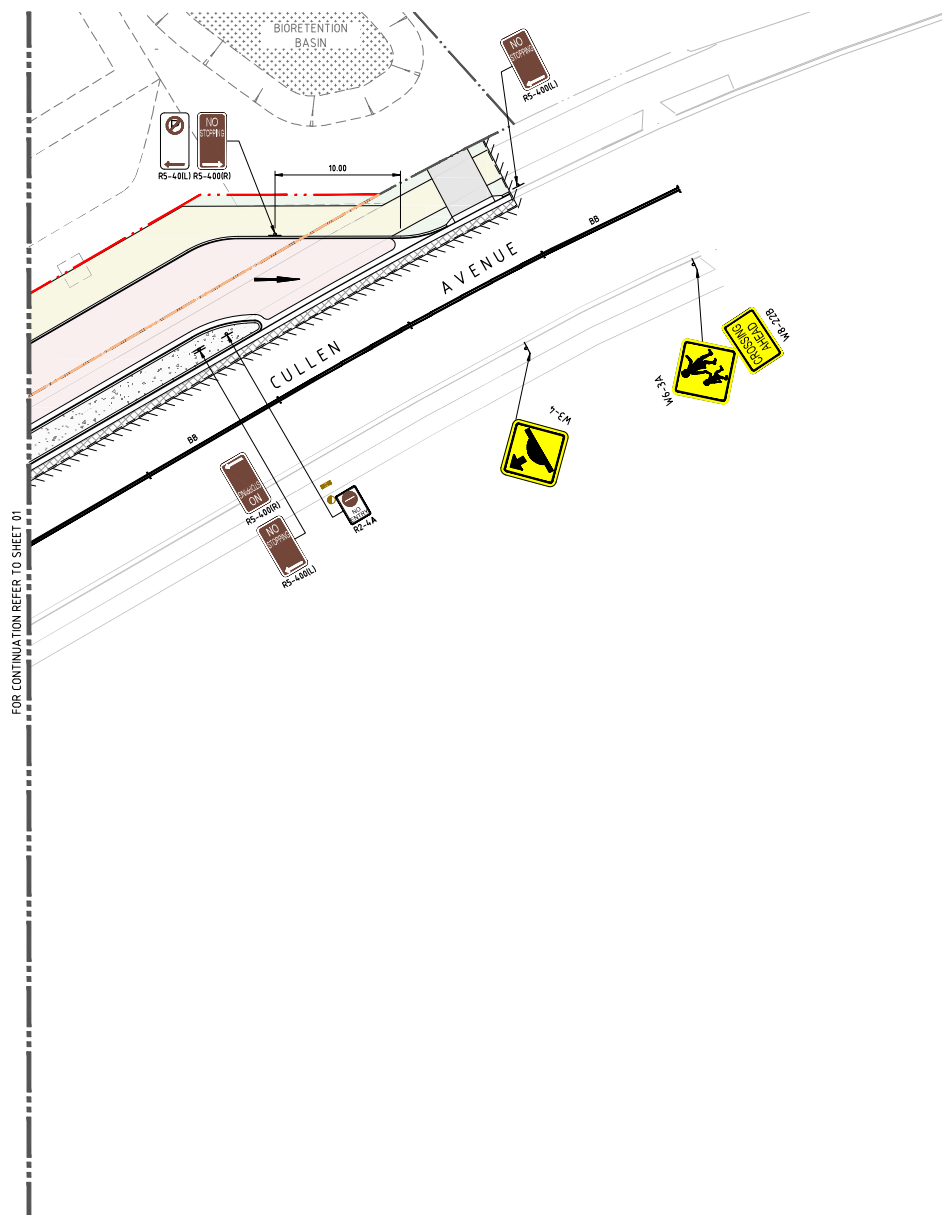 BIORETENTION
BASIN
NO
STOPPING
R5-400(L)
P
NO
STOPPING
R5-40(L)
R5-400(R)
10.00
BB
AVENUE
CULLEN
BB
W8-22B
CROSSING
AHEAD
W6-3A
W3-4
NO
STOPPING
R5-400(R)
NO
STOPPING
R5-400(L)
NO
ENTRY
R2-4A
FOR CONTINUATION REFER TO SHEET 01